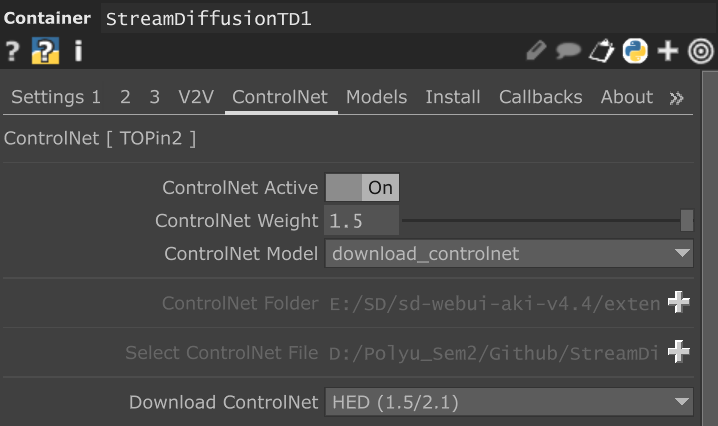 Container StreamDiffusionTD1
? ? i
Settings 1 2 3 V2V ControlNet Models Install Callbacks About »
ControlNet [ TOPin2 ]
ControlNet Active On
ControlNet Weight 1.5
ControlNet Model download_controlnet
ControlNet Folder E:/SD/sd-webui-aki-v4.4/exten
Select ControlNet File D:/Polyu_Sem2/Github/StreamDi
Download ControlNet HED (1.5/2.1)